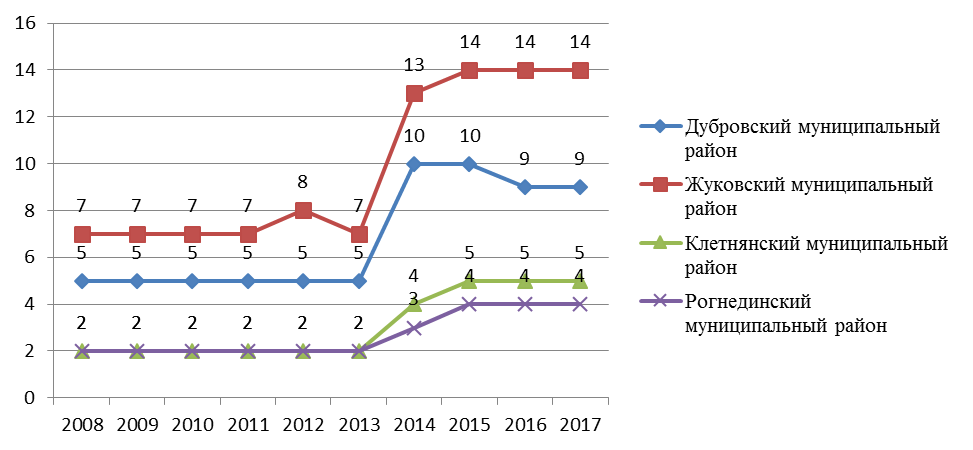 16
14
12
10
8
6
4
2
0
14 14 14
13
10 10
9 9
8
7 7 7 7 7
5 5 5 5 5 5
5 5 5
4 4 4 4
3
2 2 2 2 2 2
2008 2009 2010 2011 2012 2013 2014 2015 2016 2017
Дубровский муниципальный
район
Жуковский муниципальный
район
Клетнянский муниципальный
район
Рогнединский
муниципальный район